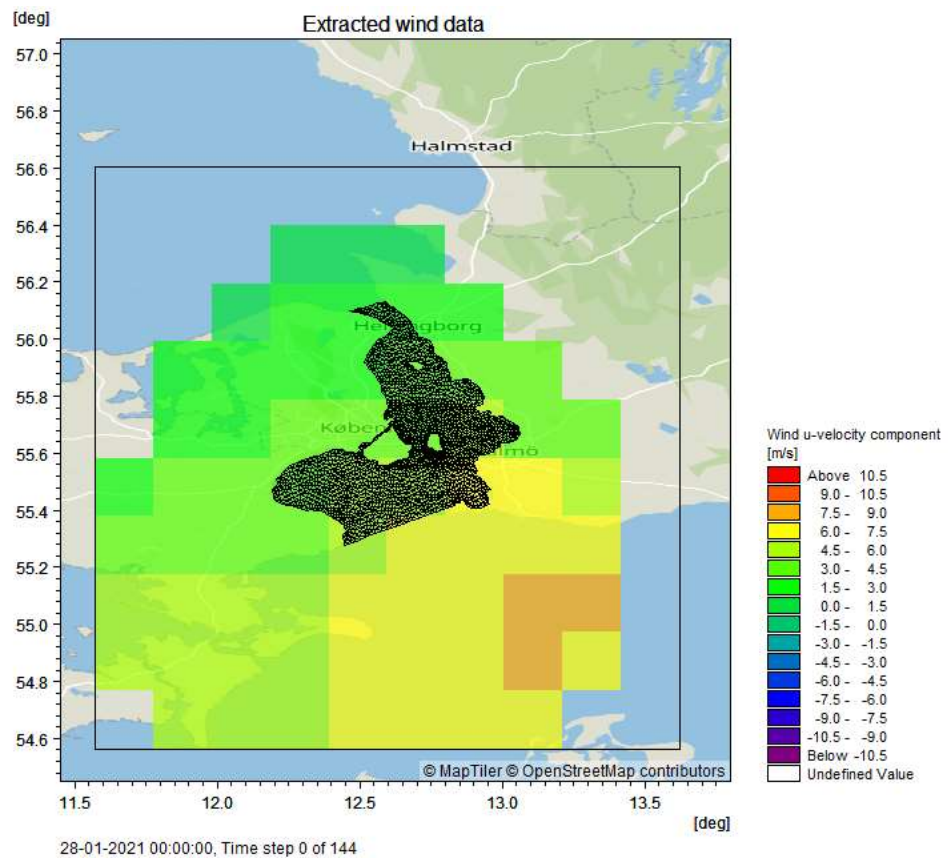 [deg]
Extracted wind data
57.0
56.8
56.6
56.4
56.2
56.0
55.8
55.6
55.4
55.2
55.0
54.8
54.6
Halmstad
Københ
© MapTiler © OpenStreetMap contributors
11.5 12.0 12.5 13.0 13.5
[deg]
28-01-2021 00:00:00, Time step 0 of 144
Wind u-velocity component
[m/s]
Above 10.5
9.0 - 10.5
7.5 - 9.0
6.0 - 7.5
4.5 - 6.0
3.0 - 4.5
1.5 - 3.0
0.0 - 1.5
-1.5 - 0.0
-3.0 - -1.5
-4.5 - -3.0
-6.0 - -4.5
-7.5 - -6.0
-9.0 - -7.5
-10.5 - -9.0
Below -10.5
Undefined Value